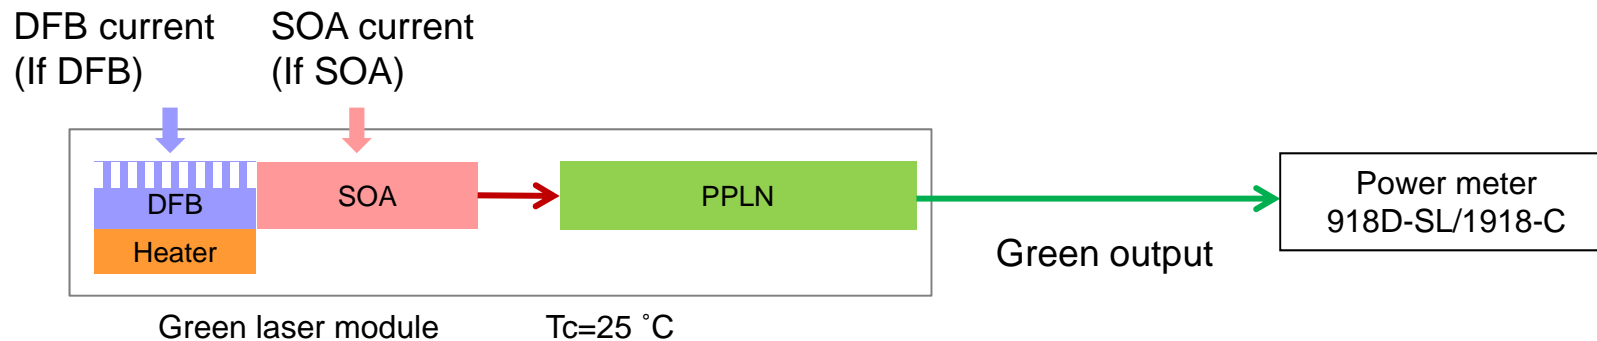 DFB current
(If DFB)
SOA current
(If SOA)
DFB
SOA
PPLN
Heater
Power meter
918D-SL/1918-C
Green output
Green laser module
Tc=25 ˚C